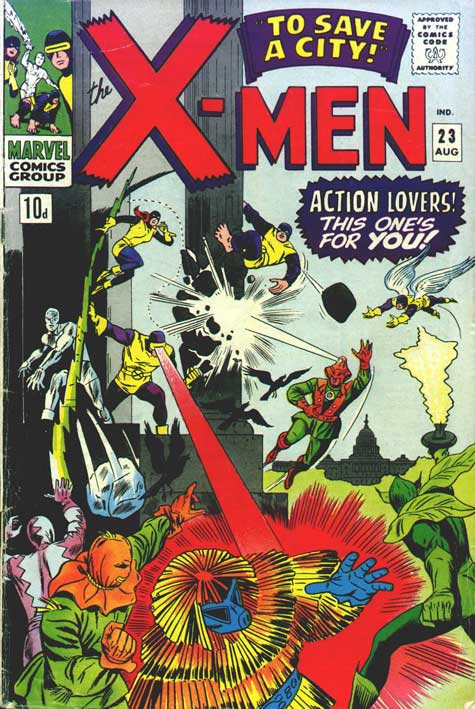 "TO SAVE
A CITY!"
APPROVED
BY THE
COMICS
CODE
AUTHORITY
the
X-MEN
IND.
23
AUG
MARVEL
COMICS
GROUP
10d
ACTION LOVERS!
THIS ONE'S
FOR YOU!